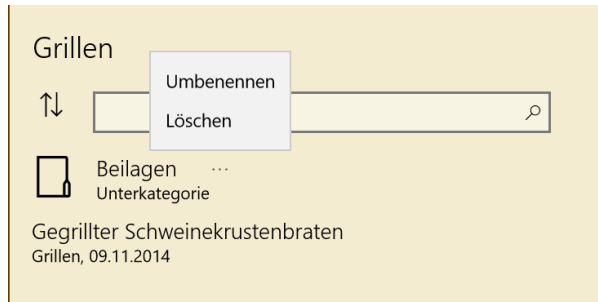 Grillen
Umbenennen
Löschen
Beilagen ...
Unterkategorie
Gegrillter Schweinekrustenbraten
Grillen, 09.11.2014